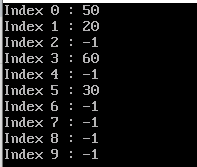 Index 0 : 50
Index 1 : 20
Index 2 : -1
Index 3 : 60
Index 4 : -1
Index 5 : 30
Index 6 : -1
Index 7 : -1
Index 8 : -1
Index 9 : -1